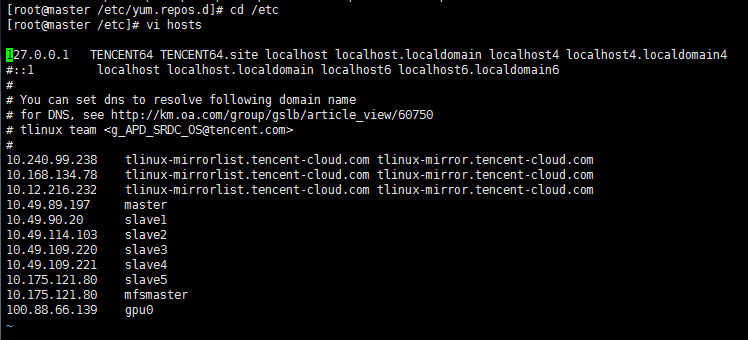 [root@master /etc/yum.repos.d]# cd /etc
[root@master /etc]# vi hosts
127.0.0.1   TENCENT64 TENCENT64.site localhost localhost.localdomain localhost4 localhost4.localdomain4
#::1         localhost localhost.localdomain localhost6 localhost6.localdomain6
#
# You can set dns to resolve following domain name
# for DNS, see http://km.oa.com/group/gslb/article_view/60750
# tlinux team <g_APD_SRDC_OS@tencent.com>
#
10.240.99.238    tlinux-mirrorlist.tencent-cloud.com tlinux-mirror.tencent-cloud.com
10.168.134.78    tlinux-mirrorlist.tencent-cloud.com tlinux-mirror.tencent-cloud.com
10.12.216.232    tlinux-mirrorlist.tencent-cloud.com tlinux-mirror.tencent-cloud.com
10.49.89.197     master
10.49.90.20      slave1
10.49.114.103    slave2
10.49.109.220    slave3
10.49.109.221    slave4
10.175.121.80    slave5
10.175.121.80    mfsmaster
100.88.66.139    gpu0
~